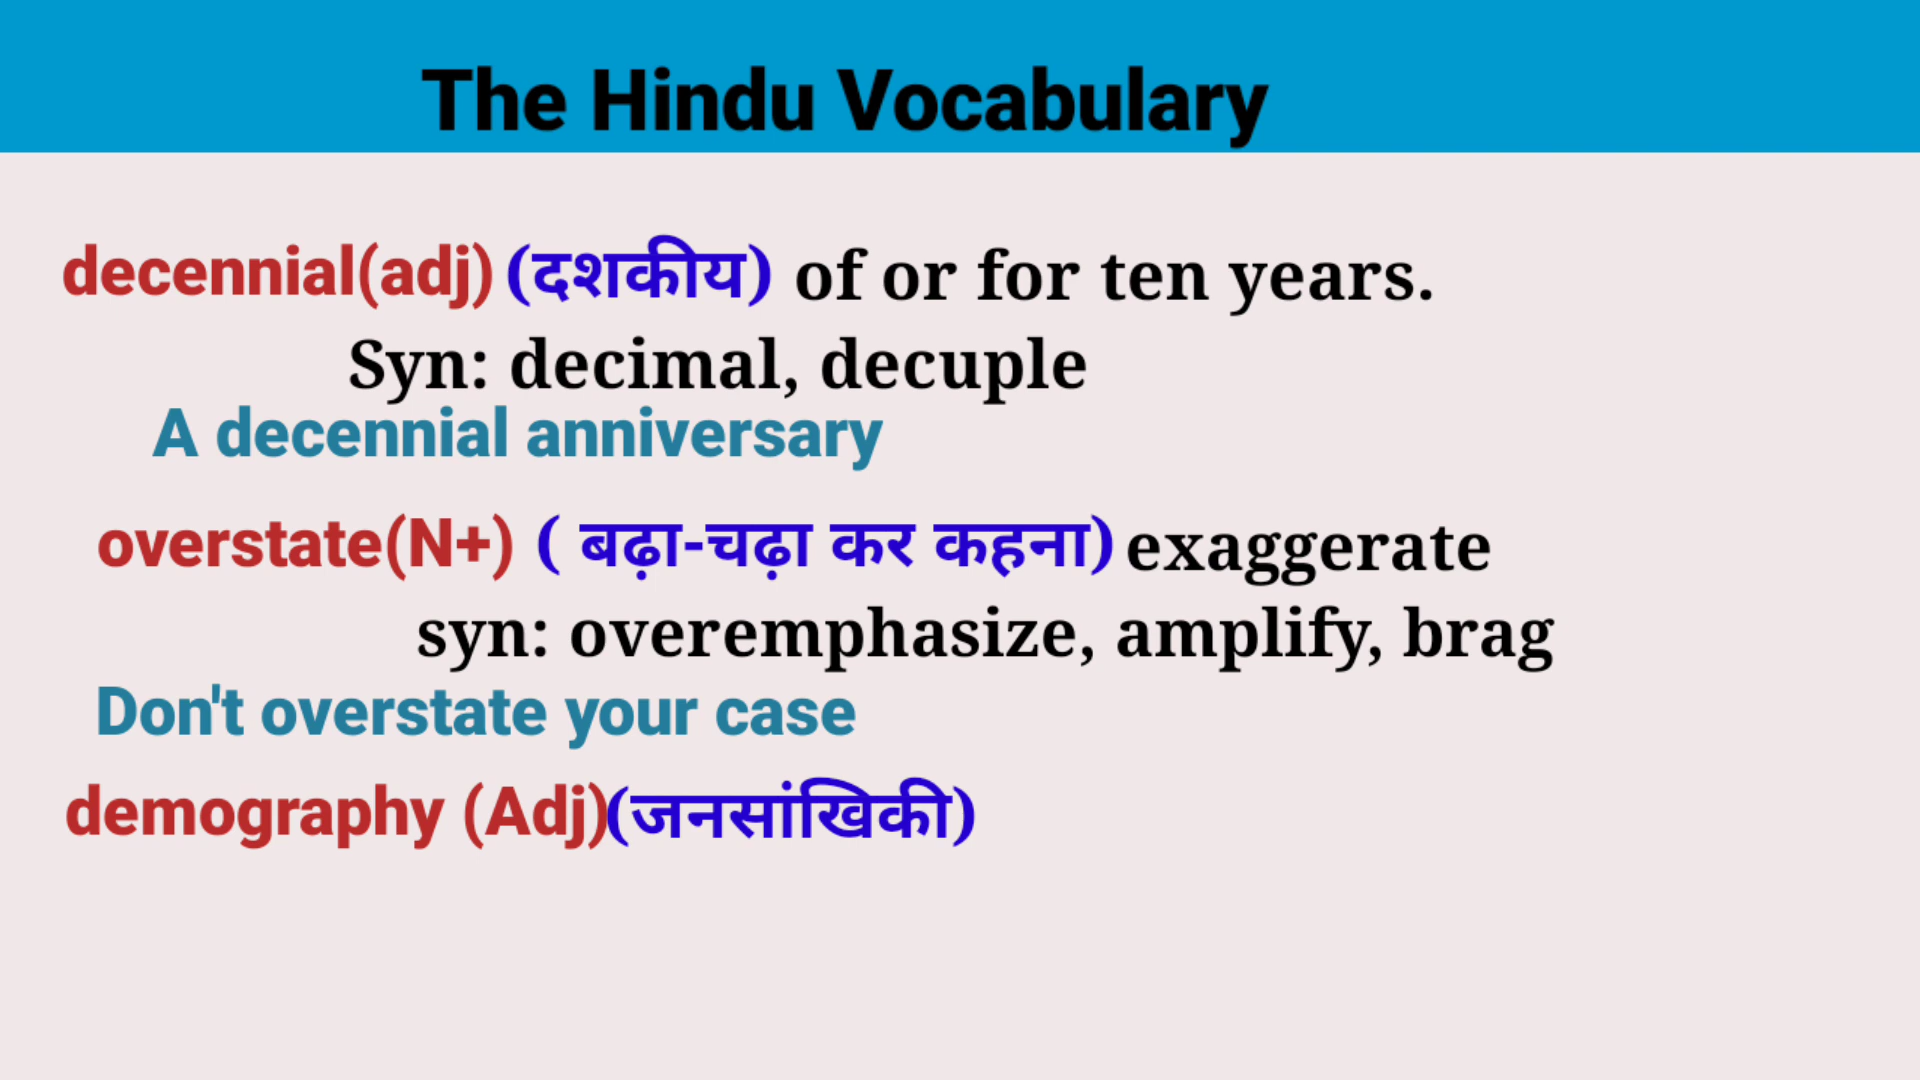 The Hindu Vocabulary
decennial(adj) (दशकीय) of or for ten years.
Syn: decimal, decuple
A decennial anniversary
overstate(N+) ( बढ़ा-चढ़ा कर कहना) exaggerate
syn: overemphasize, amplify, brag
Don't overstate your case
demography (Adj)(जनसांखिकी)